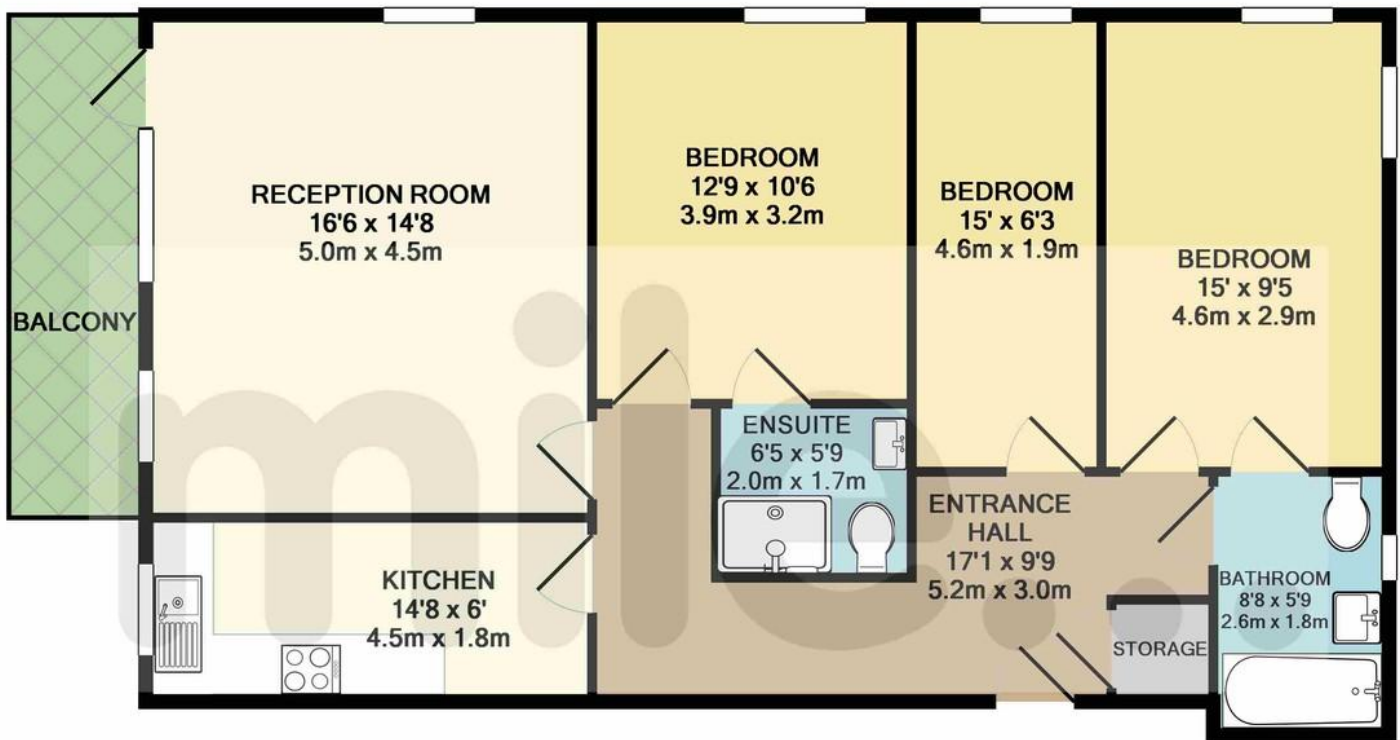 BALCONY
RECEPTION ROOM
16'6 x 14'8
5.0m x 4.5m
BEDROOM
12'9 x 10'6
3.9m x 3.2m
BEDROOM
15' x 6'3
4.6m x 1.9m
BEDROOM
15' x 9'5
4.6m x 2.9m
ENSUITE
6'5 x 5'9
2.0m x 1.7m
ENTRANCE
HALL
17'1 x 9'9
5.2m x 3.0m
KITCHEN
14'8 x 6'
4.5m x 1.8m
BATHROOM
8'8 x 5'9
2.6m x 1.8m
STORAGE
mile...